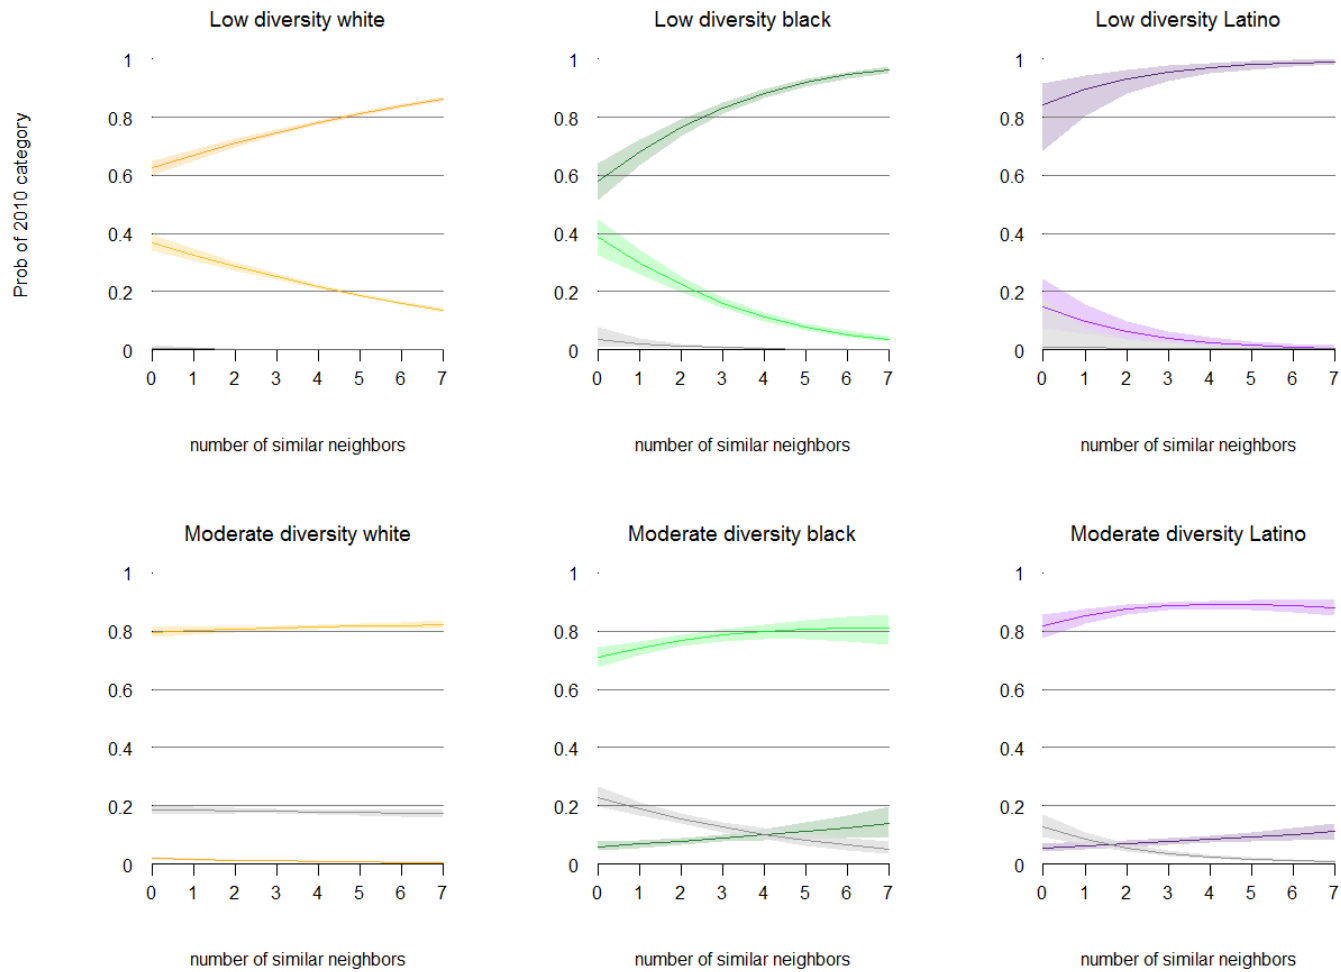 Low diversity white
Low diversity black
Low diversity Latino
Prob of 2010 category
1
0.8
0.6
0.4
0.2
0
0 1 2 3 4 5 6 7
number of similar neighbors
1
0.8
0.6
0.4
0.2
0
0 1 2 3 4 5 6 7
number of similar neighbors
1
0.8
0.6
0.4
0.2
0
0 1 2 3 4 5 6 7
number of similar neighbors
Moderate diversity white
Moderate diversity black
Moderate diversity Latino
1
0.8
0.6
0.4
0.2
0
0 1 2 3 4 5 6 7
number of similar neighbors
1
0.8
0.6
0.4
0.2
0
0 1 2 3 4 5 6 7
number of similar neighbors
1
0.8
0.6
0.4
0.2
0
0 1 2 3 4 5 6 7
number of similar neighbors